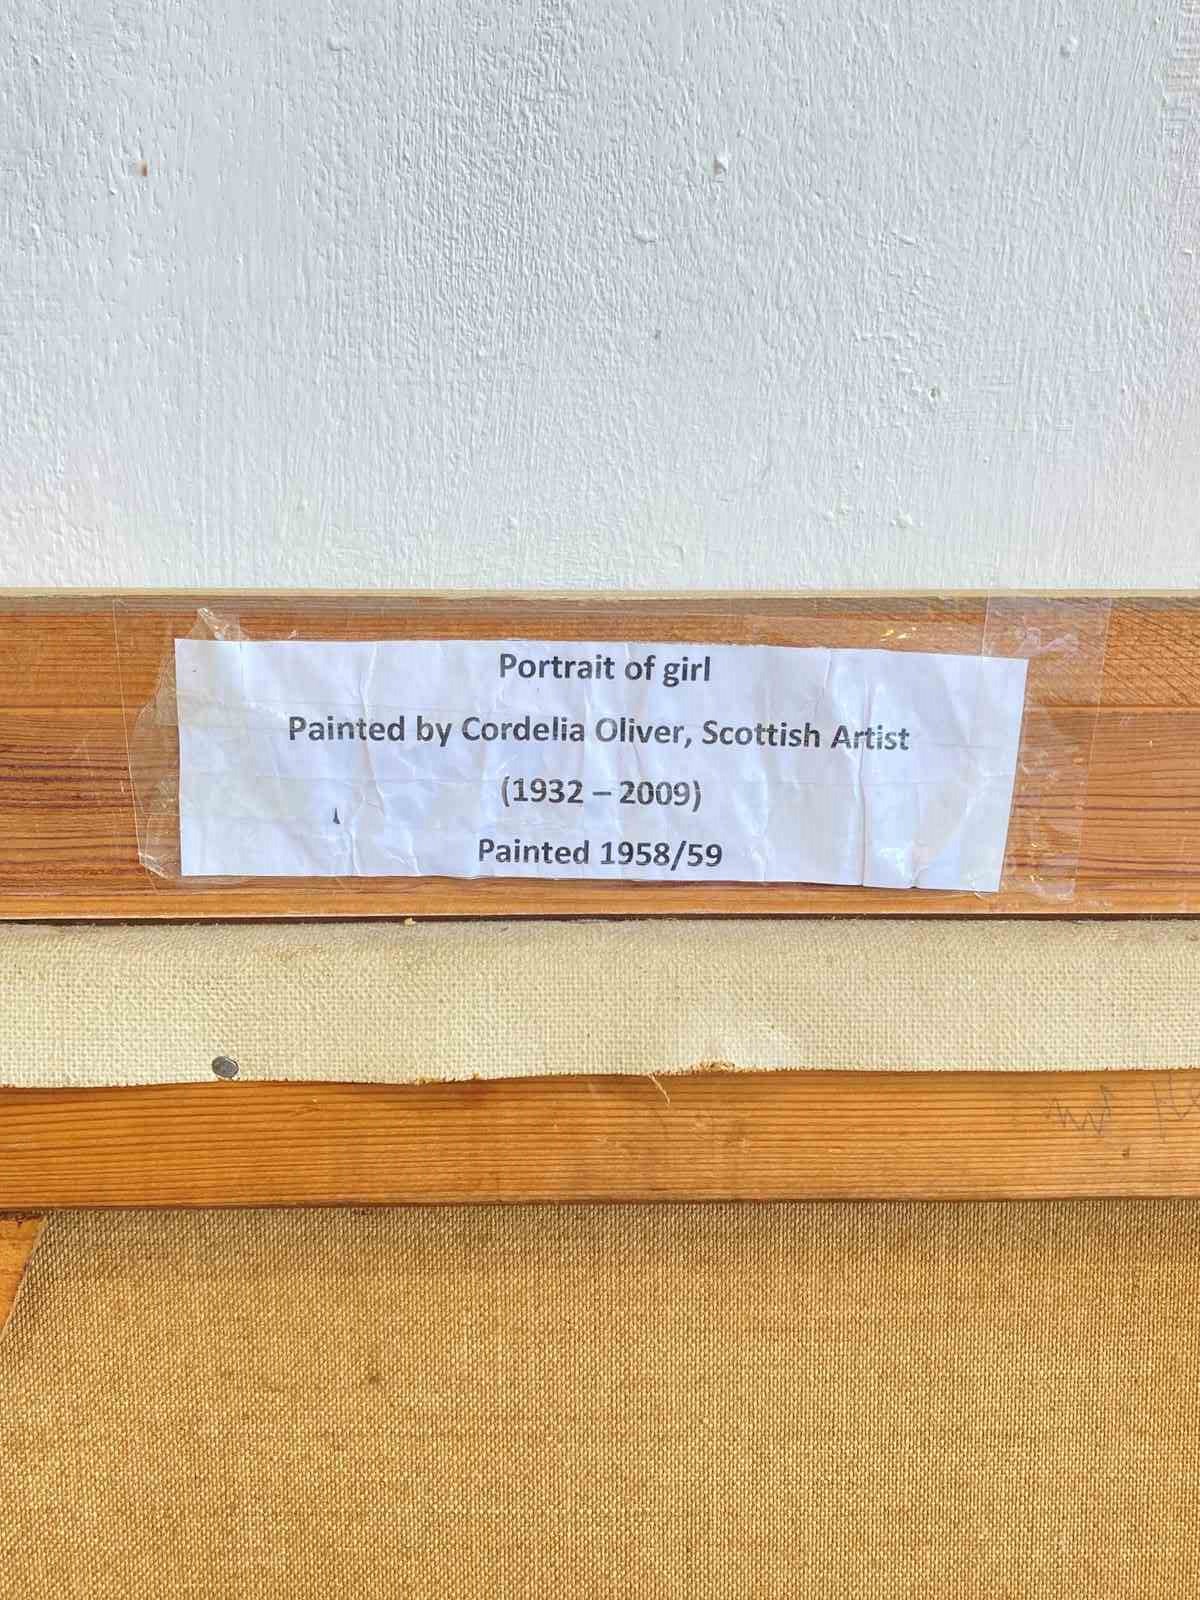 Portrait of girl
Painted by Cordelia Oliver, Scottish Artist
(1932 – 2009)
Painted 1958/59